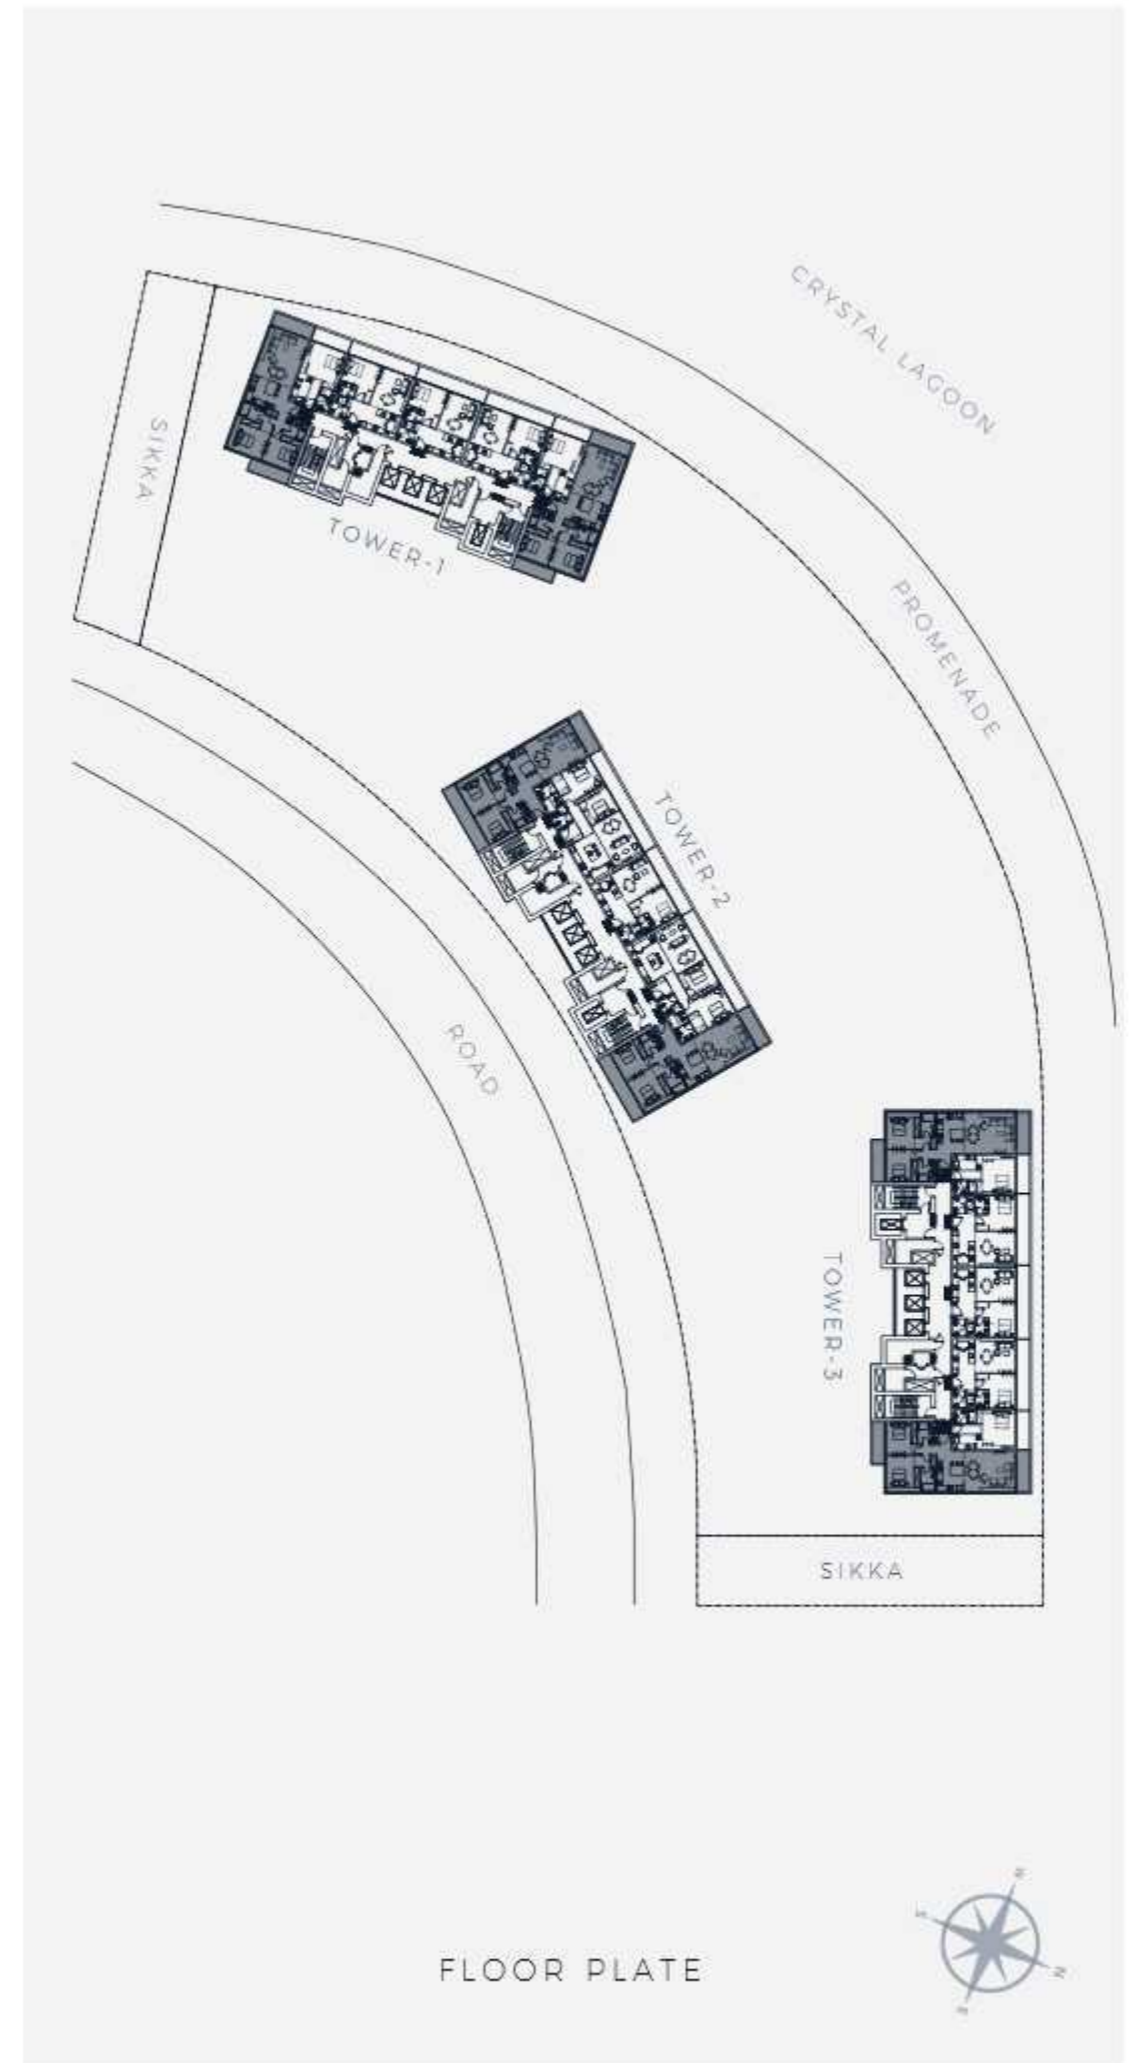 CRYSTAL LAGOON
SIKKA
TOWER-1
PROMENADE
TOWER-2
ROAD
TOWER-3
SIKKA
N
S
N
S
FLOOR PLATE